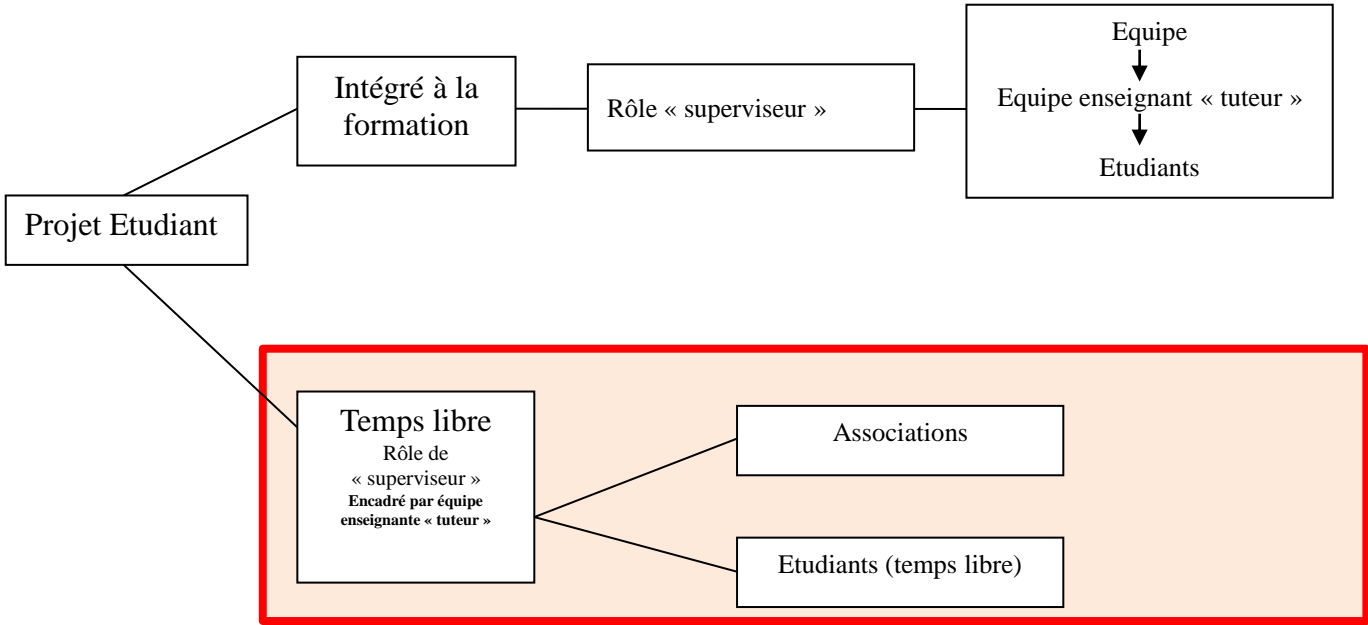 Equipe
Equipe enseignant « tuteur »
Etudiants
Intégré à la
formation
Rôle « superviseur »
Projet Etudiant
Temps libre
Rôle de
« superviseur »
Encadré par équipe
enseignante « tuteur »
Associations
Etudiants (temps libre)